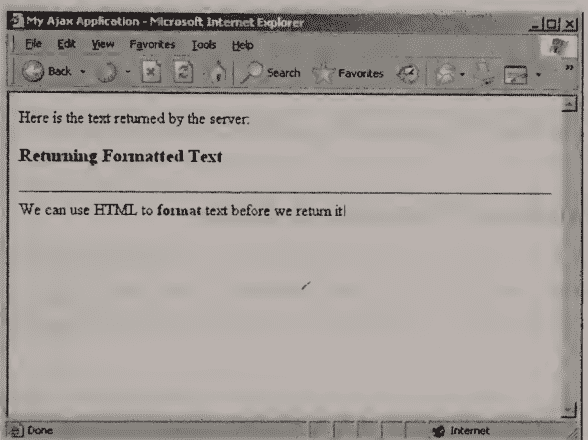 My Ajax Application - Microsoft Internet Explorer
File Edit View Favorites Tools Help
Back Search Favorites
Here is the text returned by the server:
Returning Formatted Text
We can use HTML to format text before we return it!
Done Internet